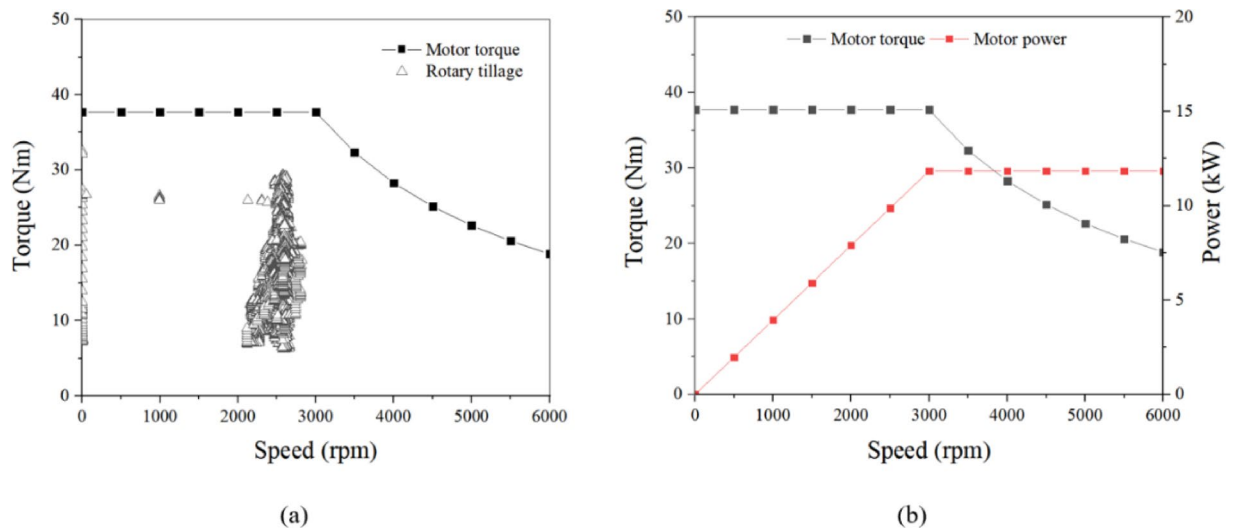 50
40
30
20
10
0
Torque (Nm)
Motor torque
Rotary tillage
0 1000 2000 3000 4000 5000 6000
Speed (rpm)
(a)
50
40
30
20
10
0
Torque (Nm)
Motor torque Motor power
20
15
10
5
0
Power (kW)
0 1000 2000 3000 4000 5000 6000
Speed (rpm)
(b)